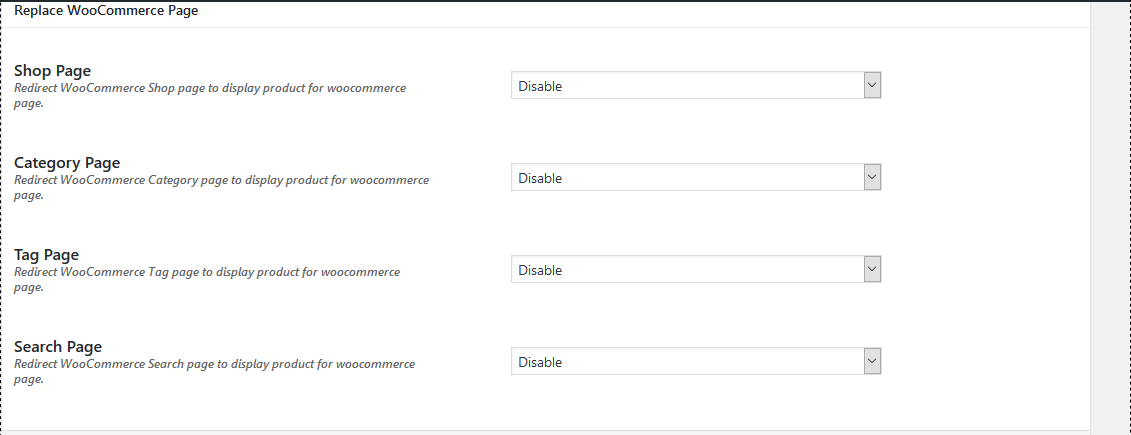 Replace WooCommerce Page
Shop Page
Redirect WooCommerce Shop page to display product for woocommerce
page.
Disable
Category Page
Redirect WooCommerce Category page to display product for woocommerce
page.
Disable
Tag Page
Redirect WooCommerce Tag page to display product for woocommerce
page.
Disable
Search Page
Redirect WooCommerce Search page to display product for woocommerce
page.
Disable